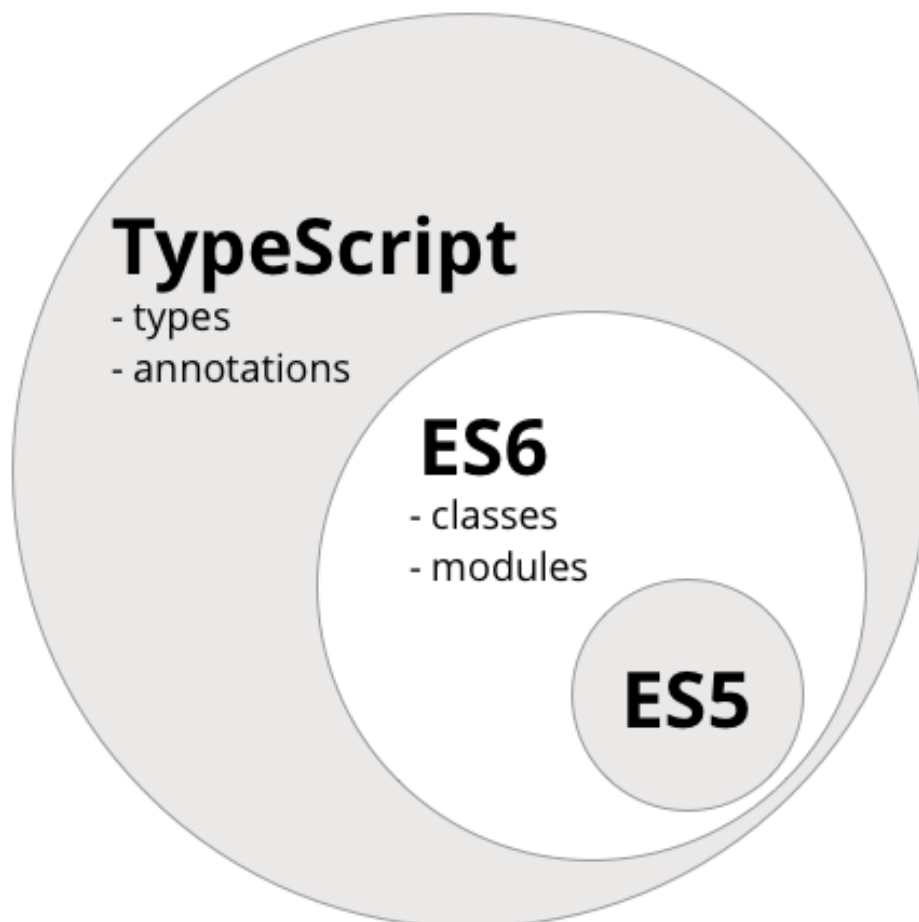 TypeScript
- types
- annotations
ES6
- classes
- modules
ES5